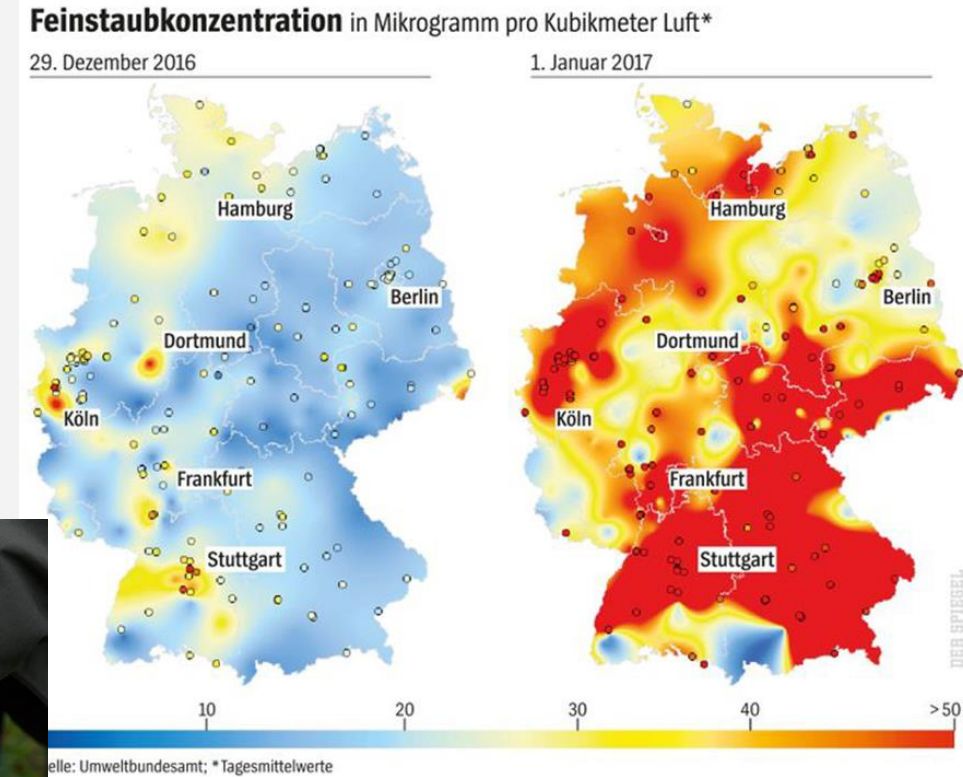 Feinstaubkonzentration in Mikrogramm pro Kubikmeter Luft*
29. Dezember 2016
1. Januar 2017
Hamburg
Berlin
Dortmund
Köln
Frankfurt
Stuttgart
Hamburg
Berlin
Dortmund
Köln
Frankfurt
Stuttgart
DER SPIEGEL
10 20 30 40 >50
elle: Umweltbundesamt; *Tagesmittelwerte